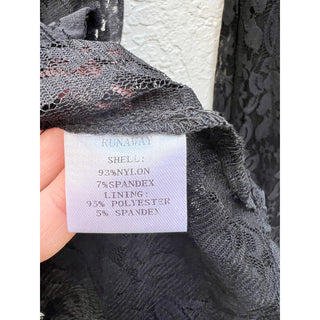 RUNAWAY
SHELL:
93%NYLON
7%SPANDEX
LINING:
95% POLYESTER
5% SPANDEX